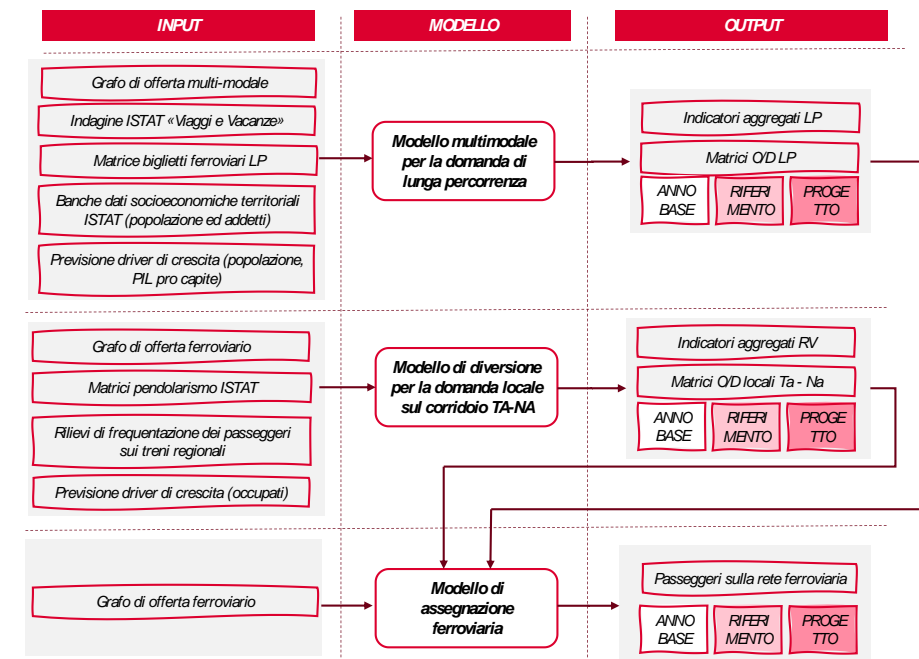 INPUT
MODELLO
OUTPUT
Grafo di offerta multi-modale
Indagine ISTAT «Viaggi e Vacanze»
Matrice biglietti ferroviari LP
Banche dati socioeconomiche territoriali
ISTAT (popolazione ed addetti)
Previsione driver di crescita (popolazione,
PIL pro capite)
Modello multimodale
per la domanda di
lunga percorrenza
Indicatori aggregati LP
Matrici O/D LP
ANNO
BASE
RIFERI
MENTO
PROGE
TTO
Grafo di offerta ferroviario
Matrici pendolarismo ISTAT
Rilievi di frequentazione dei passeggeri
sui treni regionali
Previsione driver di crescita (occupati)
Modello di diversione
per la domanda locale
sul corridoio TA-NA
Indicatori aggregati RV
Matrici O/D locali Ta - Na
ANNO
BASE
RIFERI
MENTO
PROGE
TTO
Grafo di offerta ferroviario
Modello di
assegnazione
ferroviaria
Passeggeri sulla rete ferroviaria
ANNO
BASE
RIFERI
MENTO
PROGE
TTO